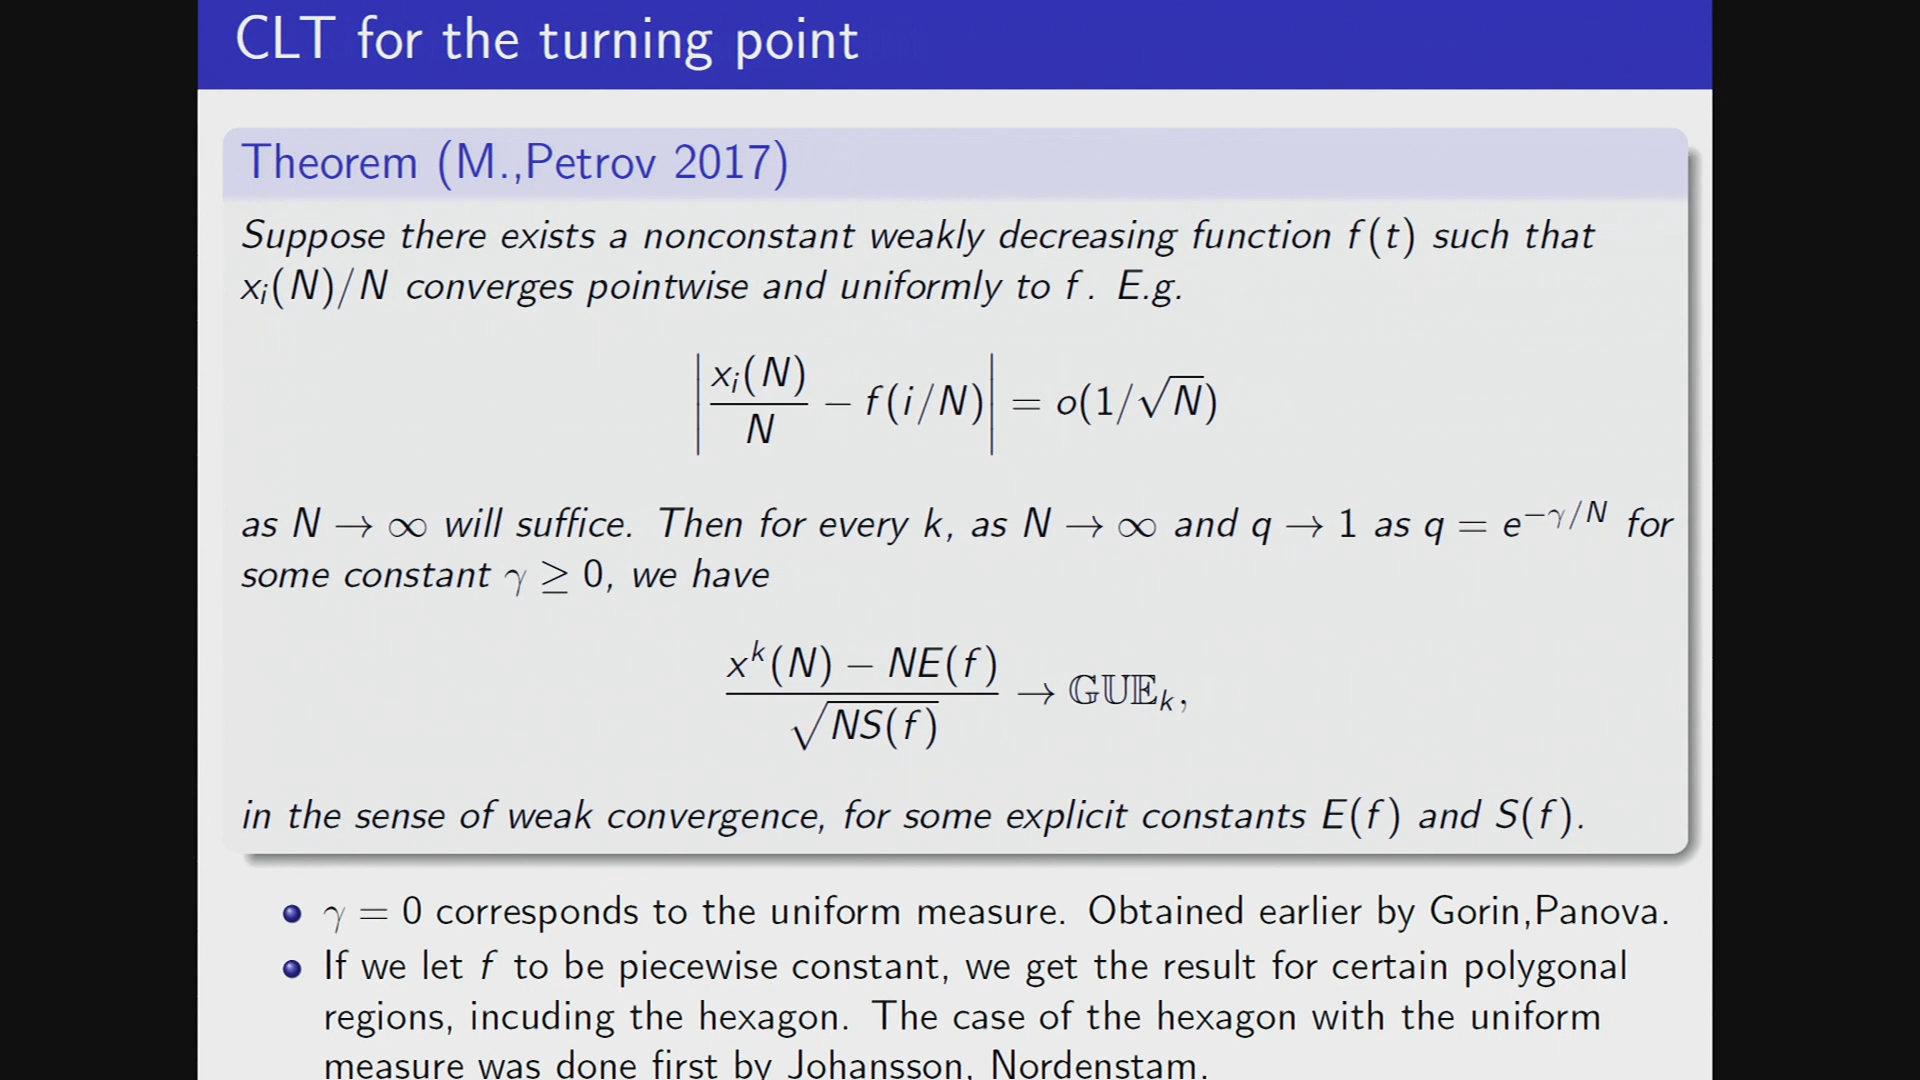 CLT for the turning point
Theorem (M.,Petrov 2017)
Suppose there exists a nonconstant weakly decreasing function f(t) such that
x_i(N)/N converges pointwise and uniformly to f. E.g.
|x_i(N)/N − f(i/N)| = o(1/√N)
as N → ∞ will suffice. Then for every k, as N → ∞ and q → 1 as q = e^{−γ/N} for
some constant γ ≥ 0, we have
(x^k(N) − NE(f))/√(NS(f)) → 𝔾𝕌𝔼_k,
in the sense of weak convergence, for some explicit constants E(f) and S(f).
γ = 0 corresponds to the uniform measure. Obtained earlier by Gorin,Panova.
If we let f to be piecewise constant, we get the result for certain polygonal
regions, incuding the hexagon. The case of the hexagon with the uniform
measure was done first by Johansson, Nordenstam.